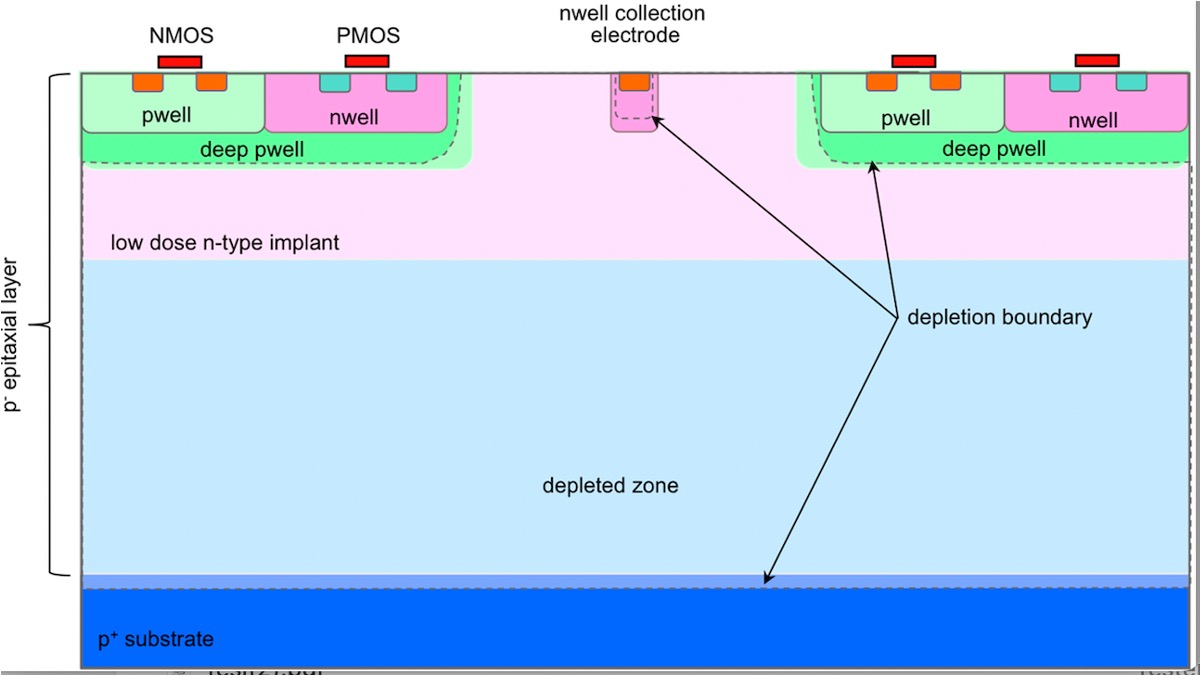 nwell collection
electrode
NMOS
PMOS
pwell
nwell
deep pwell
pwell
nwell
deep pwell
low dose n-type implant
p- epitaxial layer
depletion boundary
depleted zone
p+ substrate